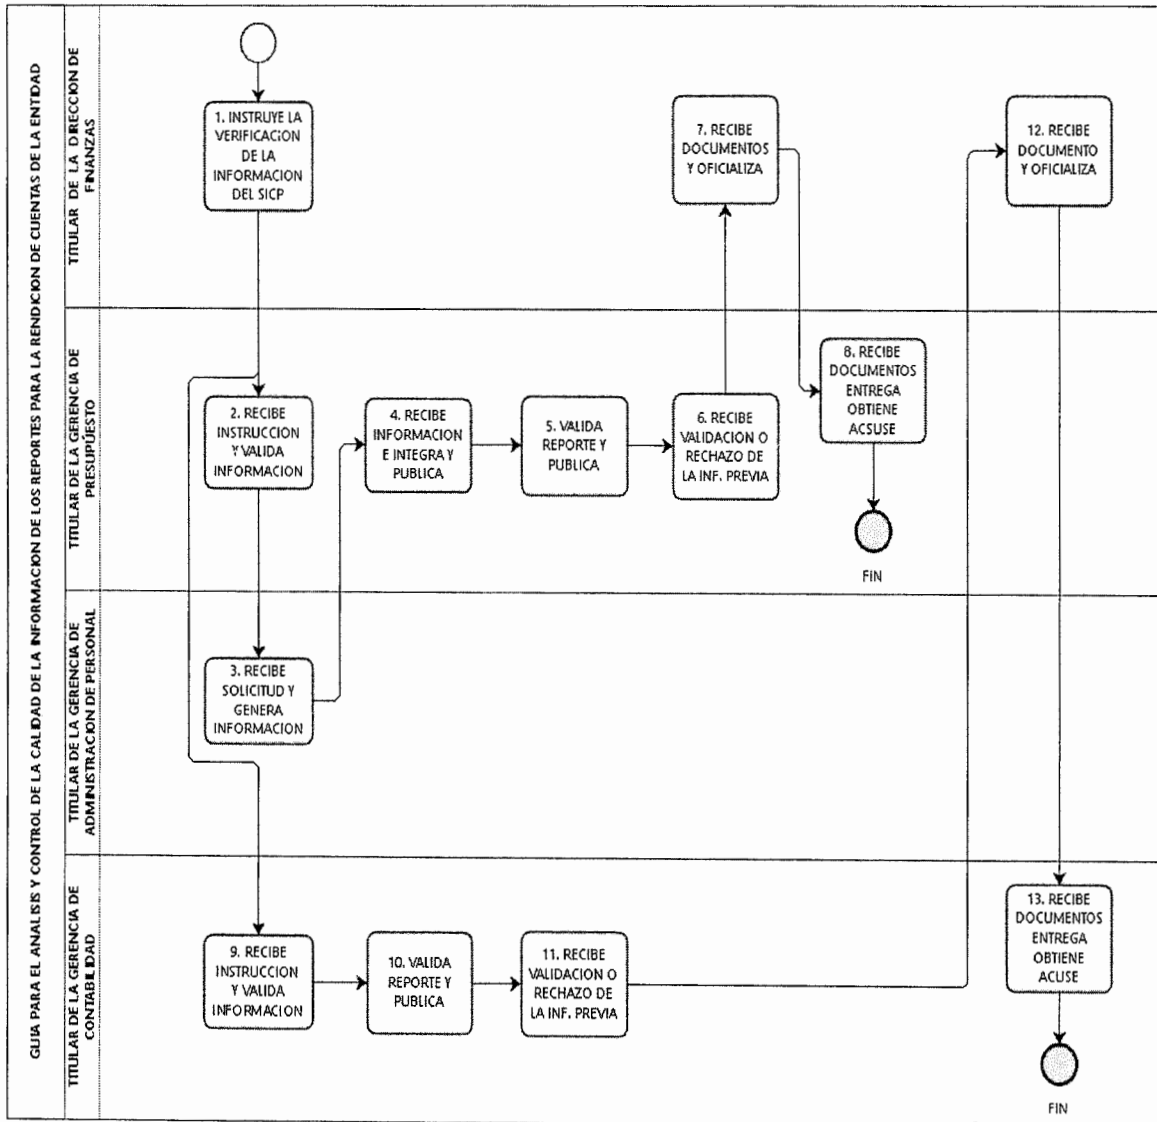 GUIA PARA EL ANALISIS Y CONTROL DE LA CALIDAD DE LA INFORMACION DE LOS REPORTES PARA LA RENDICION DE CUENTAS DE LA ENTIDAD
TITULAR DE LA DIRECCION DE
FINANZAS
1. INSTRUYE LA
VERIFICACION
DE LA
INFORMACION
DEL SICP
7. RECIBE
DOCUMENTOS
Y OFICIALIZA
12. RECIBE
DOCUMENTO
Y OFICIALIZA
TITULAR DE LA GERENCIA DE
PRESUPUESTO
2. RECIBE
INSTRUCCION
Y VALIDA
INFORMACION
4. RECIBE
INFORMACION
E INTEGRA Y
PUBLICA
5. VALIDA
REPORTE Y
PUBLICA
6. RECIBE
VALIDACION O
RECHAZO DE
LA INF. PREVIA
8. RECIBE
DOCUMENTOS
ENTREGA
OBTIENE
ACSUSE
FIN
TITULAR DE LA GERENCIA DE
ADMINISTRACION DE PERSONAL
3. RECIBE
SOLICITUD Y
GENERA
INFORMACION
TITULAR DE LA GERENCIA DE
CONTABILIDAD
9. RECIBE
INSTRUCCION
Y VALIDA
INFORMACION
10. VALIDA
REPORTE Y
PUBLICA
11. RECIBE
VALIDACION O
RECHAZO DE
LA INF. PREVIA
13. RECIBE
DOCUMENTOS
ENTREGA
OBTIENE
ACUSE
FIN